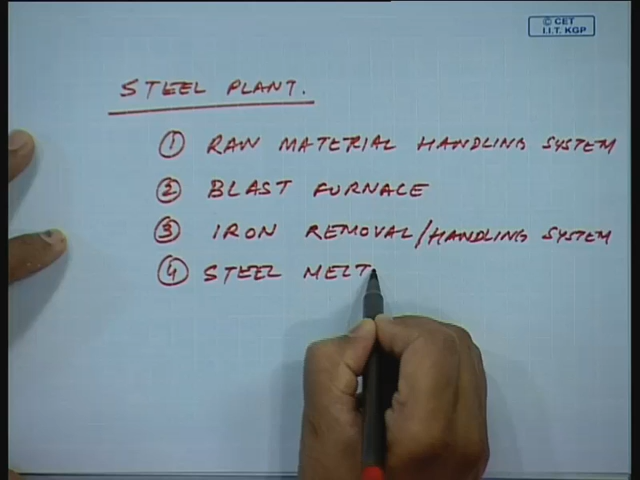 © CET
I.I.T. KGP
STEEL PLANT.
① RAW MATERIAL HANDLING SYSTEM
② BLAST FURNACE
③ IRON REMOVAL/HANDLING SYSTEM
④ STEEL MELT